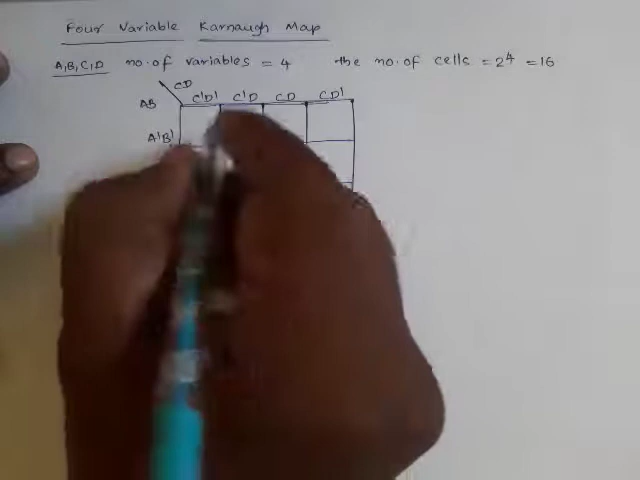 Four Variable Karnaugh Map
A,B,C,D no. of variables = 4 the no. of cells = 2⁴ = 16
CD
AB C'D' C'D CD CD'
A'B'